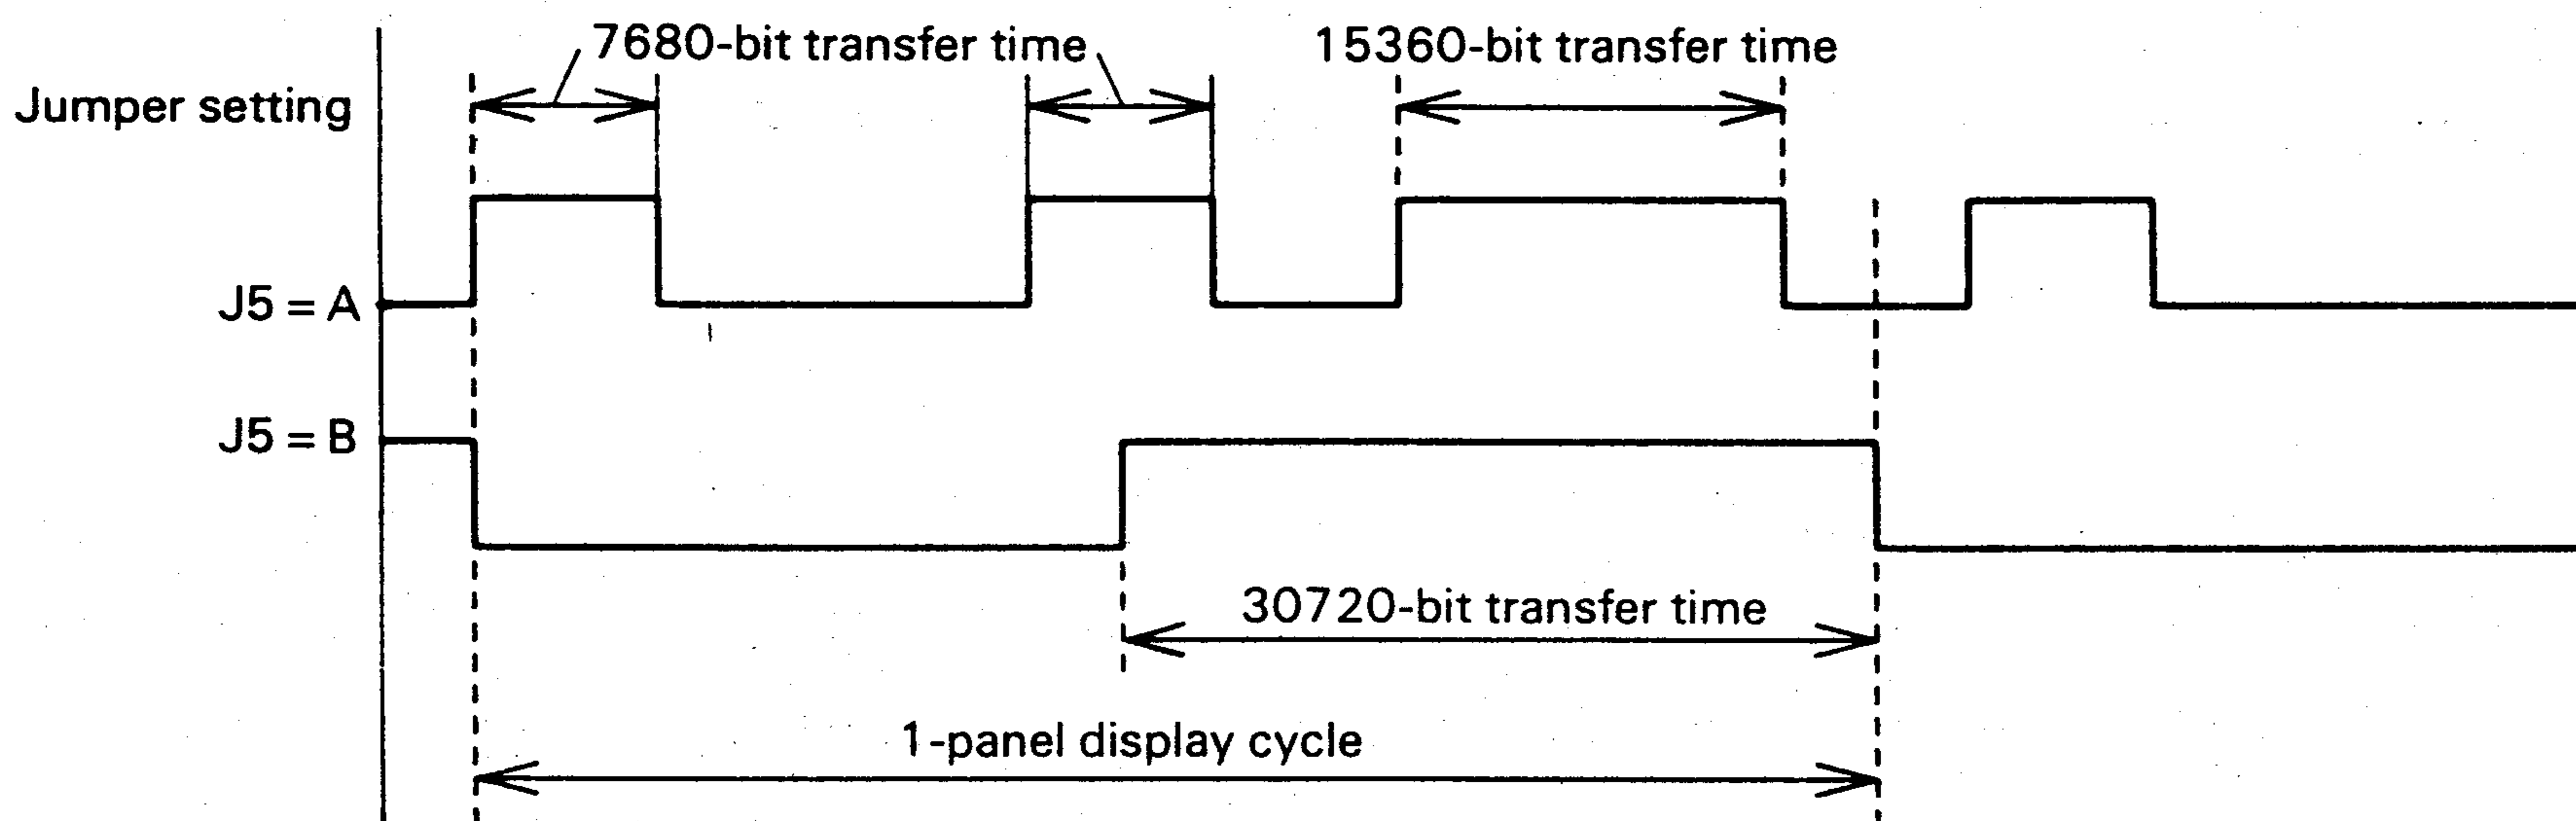 7680-bit transfer time
15360-bit transfer time
Jumper setting
J5 = A
J5 = B
30720-bit transfer time
1-panel display cycle